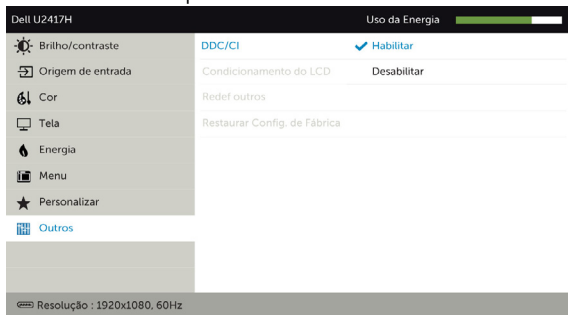 Dell U2417H Uso da Energia
Brilho/contraste DDC/CI Habilitar
Origem de entrada Condicionamento do LCD Desabilitar
Cor Redef outros
Tela Restaurar Config. de Fábrica
Energia
Menu
Personalizar
Outros
Resolução : 1920x1080, 60Hz